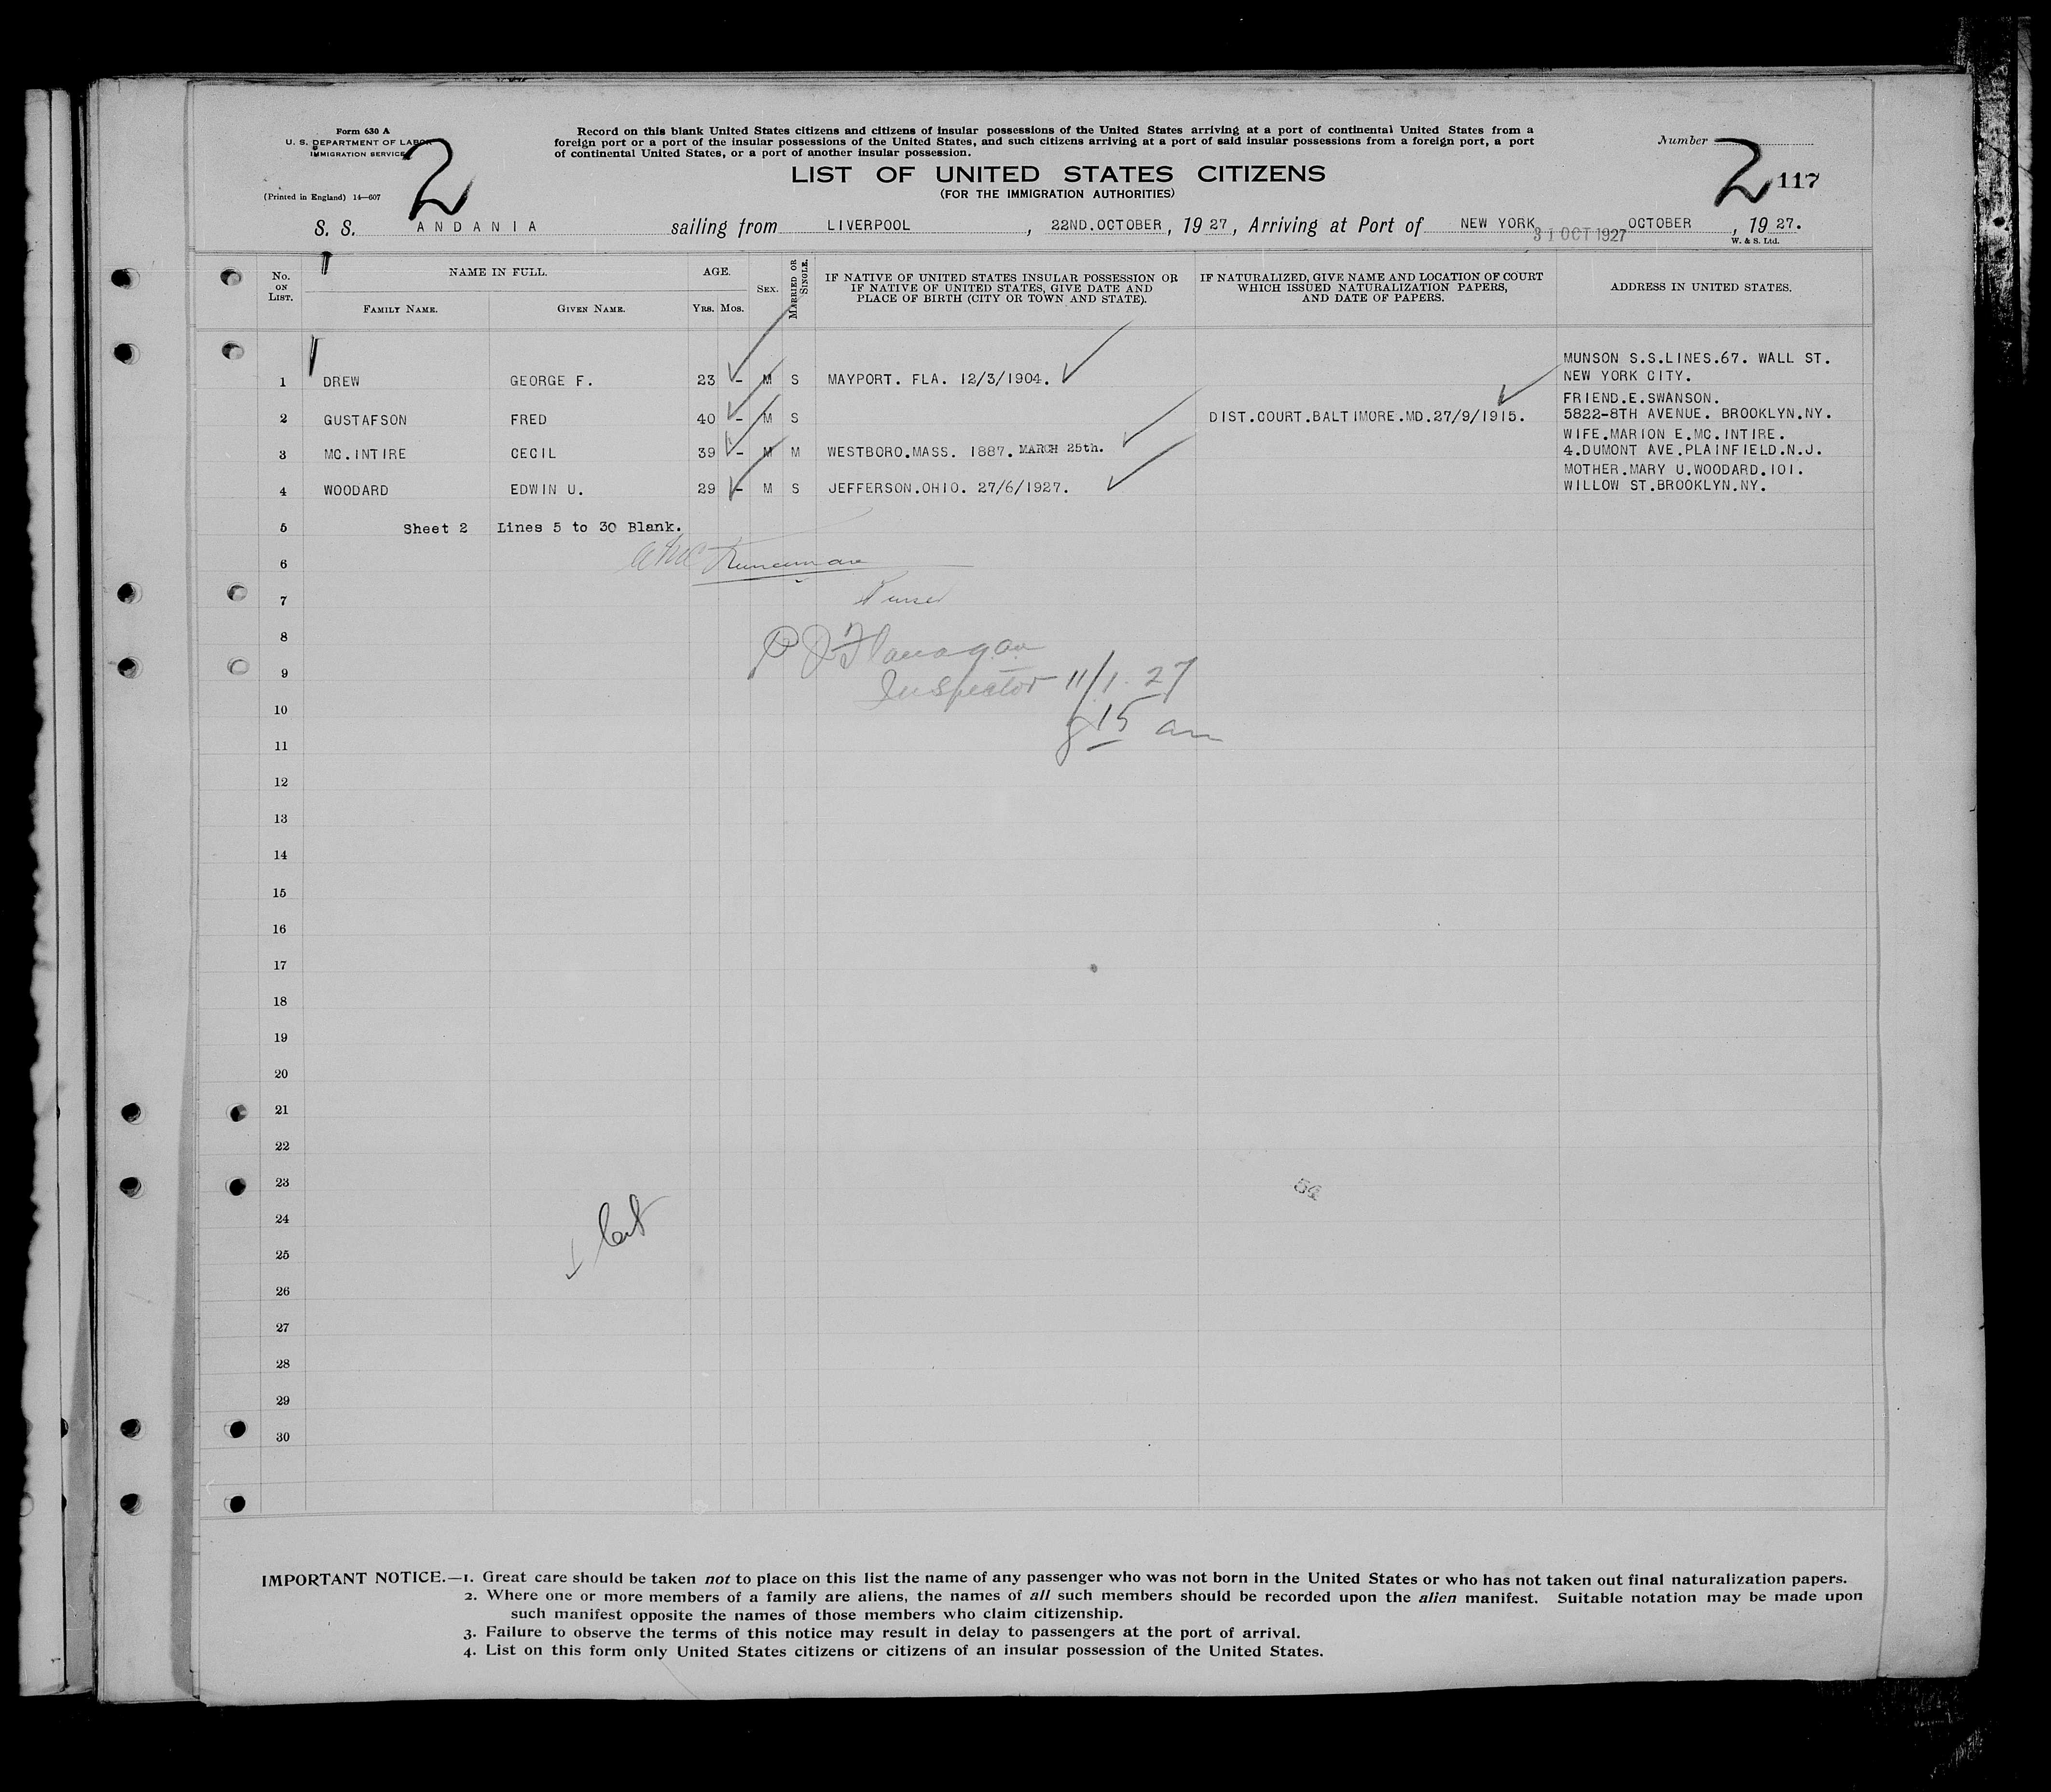 Form 630 A
U. S. DEPARTMENT OF LABOR
IMMIGRATION SERVICE
(Printed in England) 14—607
2
Record on this blank United States citizens and citizens of insular possessions of the United States arriving at a port of continental United States from a
foreign port or a port of the insular possessions of the United States, and such citizens arriving at a port of said insular possessions from a foreign port, a port
of continental United States, or a port of another insular possession.
LIST OF UNITED STATES CITIZENS
(FOR THE IMMIGRATION AUTHORITIES)
Number
2 117
S. S. ANDANIA sailing from LIVERPOOL, 22ND.OCTOBER, 1927, Arriving at Port of NEW YORK 31 OCT 1927 OCTOBER, 1927.
W. & S. Ltd.
No. ON LIST. NAME IN FULL. AGE. SEX. MARRIED OR SINGLE. IF NATIVE OF UNITED STATES INSULAR POSSESSION OR IF NATIVE OF UNITED STATES, GIVE DATE AND PLACE OF BIRTH (CITY OR TOWN AND STATE). IF NATURALIZED, GIVE NAME AND LOCATION OF COURT WHICH ISSUED NATURALIZATION PAPERS, AND DATE OF PAPERS. ADDRESS IN UNITED STATES.
FAMILY NAME. GIVEN NAME. YRS. MOS.
MUNSON S.S.LINES.67. WALL ST.
1 DREW GEORGE F. 23 - M S MAYPORT. FLA. 12/3/1904. NEW YORK CITY.
FRIEND.E.SWANSON.
2 GUSTAFSON FRED 40 - M S DIST.COURT.BALTIMORE.MD.27/9/1915. 5822-8TH AVENUE. BROOKLYN.NY.
WIFE.MARION E.MC.INTIRE.
3 MC.INTIRE CECIL 39 - M M WESTBORO.MASS. 1887. MARCH 25th. 4.DUMONT AVE.PLAINFIELD.N.J.
MOTHER.MARY U.WOODARD.101.
4 WOODARD EDWIN U. 29 - M S JEFFERSON.OHIO. 27/6/1927. WILLOW ST.BROOKLYN.NY.
5 Sheet 2 Lines 5 to 30 Blank.
6
7 Purser
8 P J Flanagan
9 Inspector 11/1 27
10 8 15 am
11
12
13
14
15
16
17
18
19
20
21
22
23
24
25
26
27
28
29
30
IMPORTANT NOTICE.—1. Great care should be taken not to place on this list the name of any passenger who was not born in the United States or who has not taken out final naturalization papers.
2. Where one or more members of a family are aliens, the names of all such members should be recorded upon the alien manifest. Suitable notation may be made upon
such manifest opposite the names of those members who claim citizenship.
3. Failure to observe the terms of this notice may result in delay to passengers at the port of arrival.
4. List on this form only United States citizens or citizens of an insular possession of the United States.